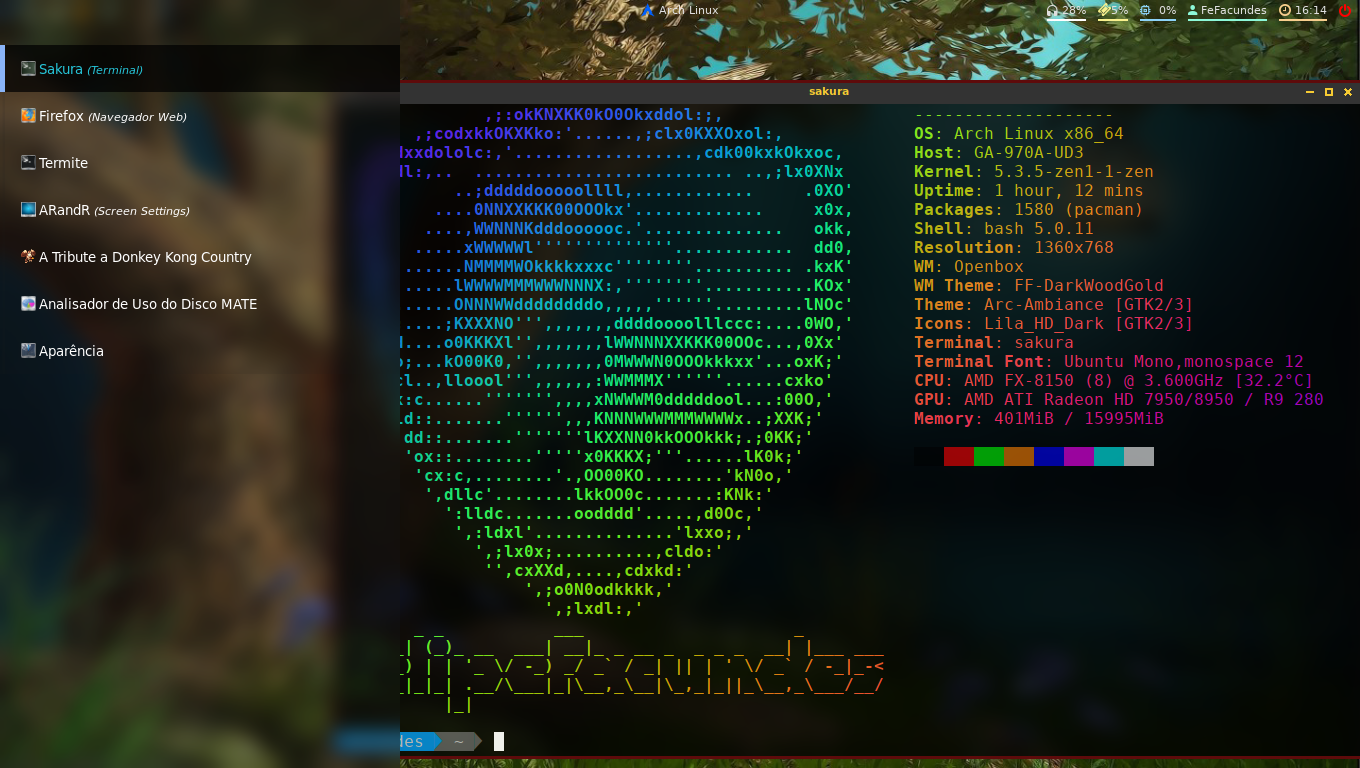 Arch Linux
28%
5%
0%
FeFacundes
16:14
Sakura (Terminal)
Firefox (Navegador Web)
Termite
ARandR (Screen Settings)
A Tribute a Donkey Kong Country
Analisador de Uso do Disco MATE
Aparência
sakura
-------------------
OS: Arch Linux x86_64
Host: GA-970A-UD3
Kernel: 5.3.5-zen1-1-zen
Uptime: 1 hour, 12 mins
Packages: 1580 (pacman)
Shell: bash 5.0.11
Resolution: 1360x768
WM: Openbox
WM Theme: FF-DarkWoodGold
Theme: Arc-Ambiance [GTK2/3]
Icons: Lila_HD_Dark [GTK2/3]
Terminal: sakura
Terminal Font: Ubuntu Mono,monospace 12
CPU: AMD FX-8150 (8) @ 3.600GHz [32.2°C]
GPU: AMD ATI Radeon HD 7950/8950 / R9 280
Memory: 401MiB / 15995MiB
des ~